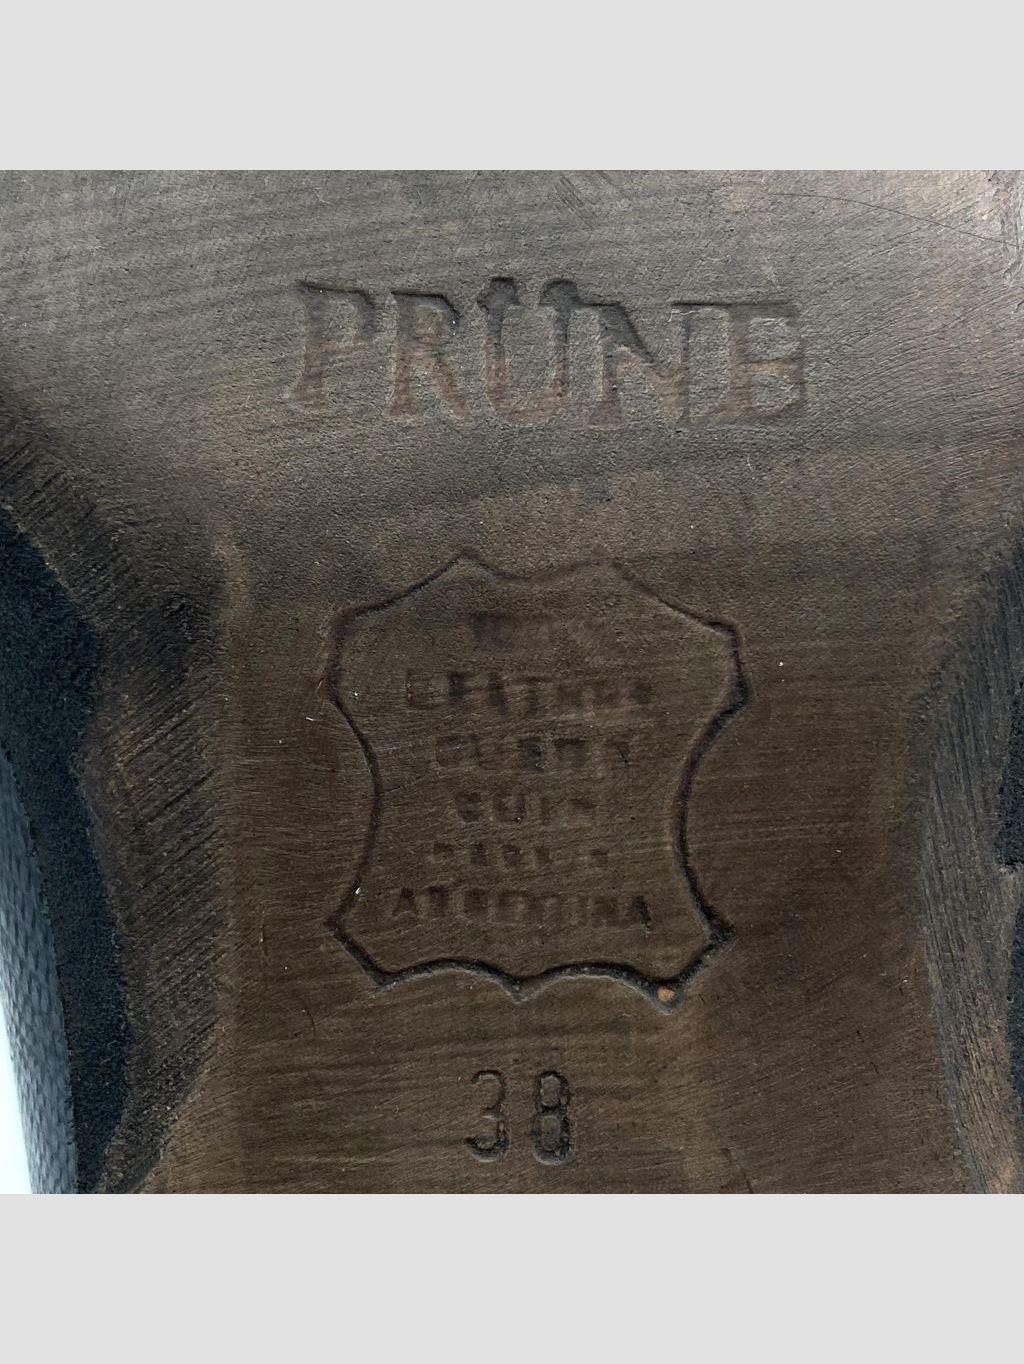 PRÜNE
LEATHER
CUERO
CUIR
ARGENTINA
38